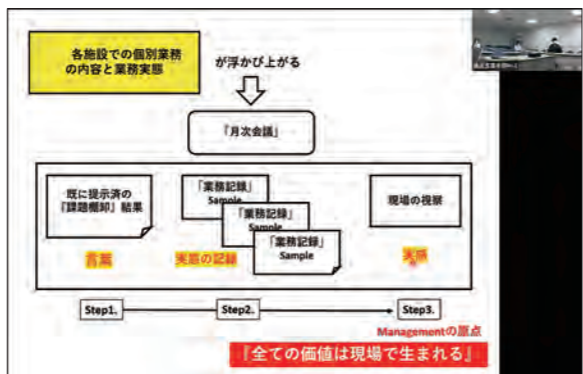 各施設での個別業務
の内容と業務実態
が浮かび上がる
「月次会議」
既に提示済の
『課題棚卸』結果
言葉
「業務記録」
Sample
「業務記録」
Sample
「業務記録」
Sample
実態の記録
現場の視察
実感
Step1.
Step2.
Step3.
Managementの原点
『全ての価値は現場で生まれる』